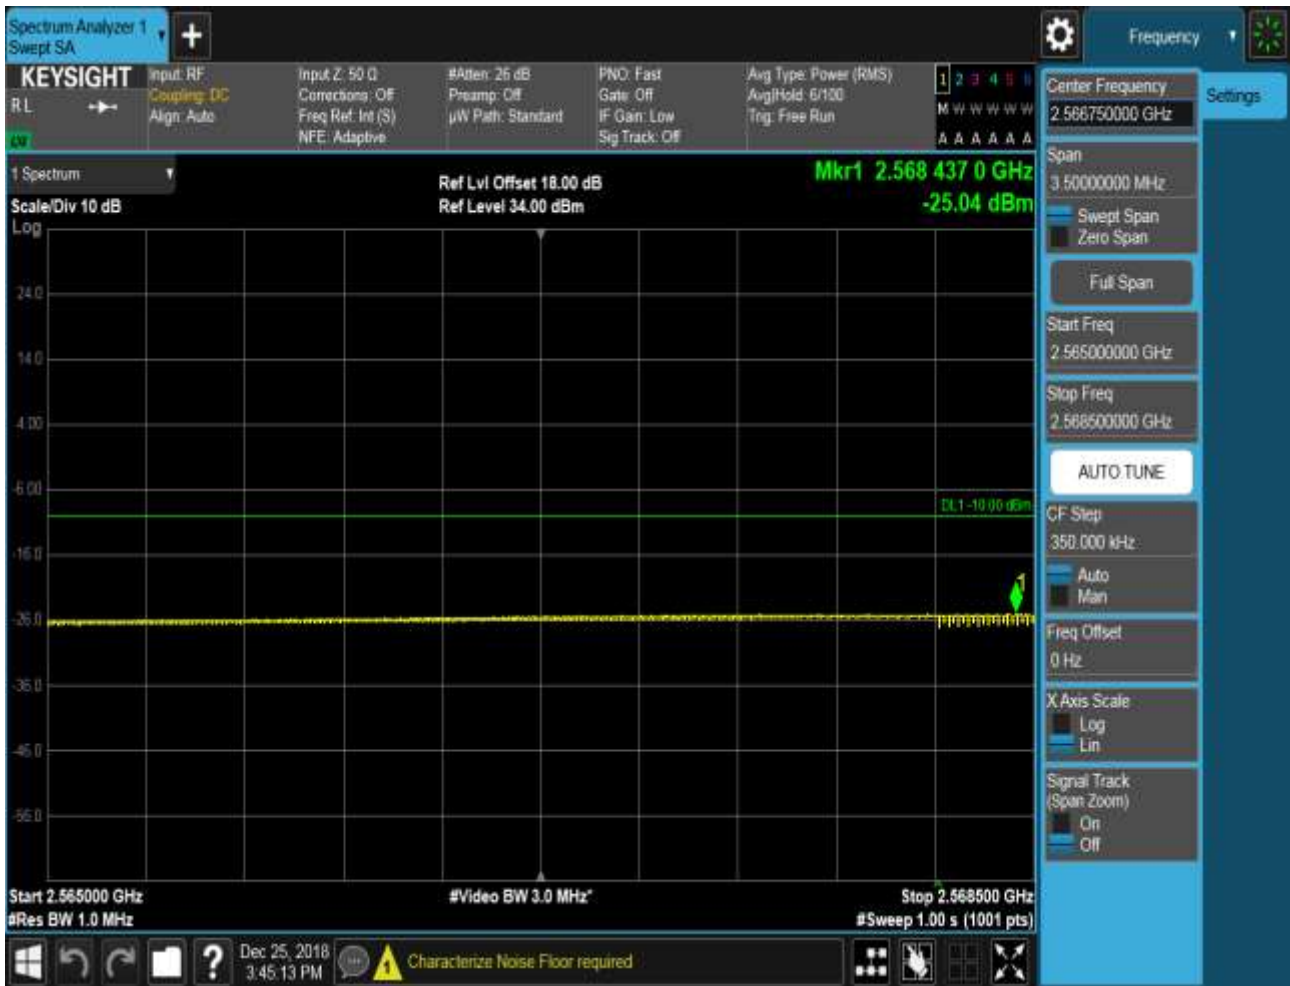 Spectrum Analyzer 1
Swept SA
Frequency
KEYSIGHT
R L
Input: RF
Coupling: DC
Align: Auto
Input Z: 50 Ω
Corrections: Off
Freq Ref: Int (S)
NFE: Adaptive
#Atten: 26 dB
Preamp: Off
µW Path: Standard
PNO: Fast
Gate: Off
IF Gain: Low
Sig Track: Off
Avg Type: Power (RMS)
Avg|Hold: 6/100
Trig: Free Run
1 2 3 4 5 6
M W W W W W
A A A A A A
1 Spectrum
Scale/Div 10 dB
Ref Lvl Offset 18.00 dB
Ref Level 34.00 dBm
Mkr1 2.568 437 0 GHz
-25.04 dBm
Log
24.0
14.0
4.00
-6.00
DL1 -10.00 dBm
-16.0
1
-26.0
-36.0
-46.0
-56.0
Start 2.565000 GHz
#Video BW 3.0 MHz*
Stop 2.568500 GHz
#Res BW 1.0 MHz
#Sweep 1.00 s (1001 pts)
Center Frequency
2.566750000 GHz
Settings
Span
3.50000000 MHz
Swept Span
Zero Span
Full Span
Start Freq
2.565000000 GHz
Stop Freq
2.568500000 GHz
AUTO TUNE
CF Step
350.000 kHz
Auto
Man
Freq Offset
0 Hz
X Axis Scale
Log
Lin
Signal Track
(Span Zoom)
On
Off
?
Dec 25, 2018
3:45:13 PM
1
Characterize Noise Floor required